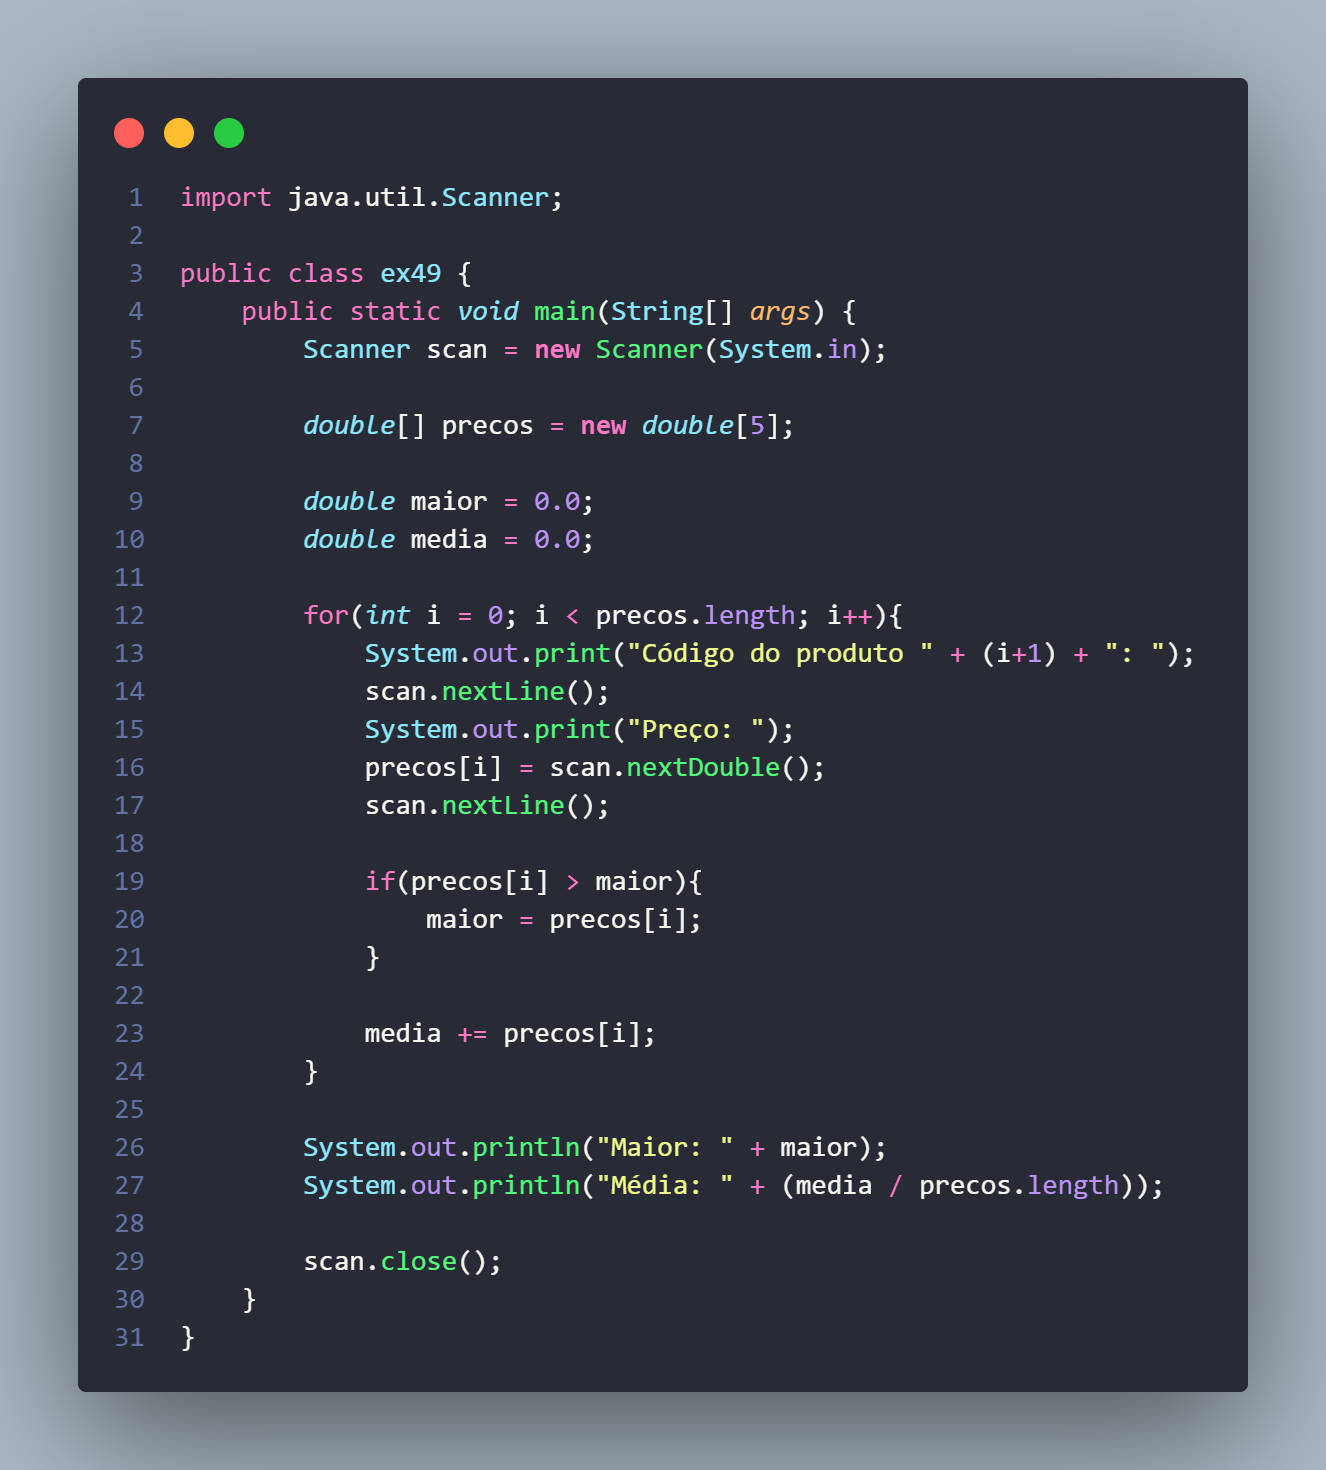 1 import java.util.Scanner;
2
3 public class ex49 {
4     public static void main(String[] args) {
5         Scanner scan = new Scanner(System.in);
6
7         double[] precos = new double[5];
8
9         double maior = 0.0;
10         double media = 0.0;
11
12         for(int i = 0; i < precos.length; i++){
13             System.out.print("Código do produto " + (i+1) + ": ");
14             scan.nextLine();
15             System.out.print("Preço: ");
16             precos[i] = scan.nextDouble();
17             scan.nextLine();
18
19             if(precos[i] > maior){
20                 maior = precos[i];
21             }
22
23             media += precos[i];
24         }
25
26         System.out.println("Maior: " + maior);
27         System.out.println("Média: " + (media / precos.length));
28
29         scan.close();
30     }
31 }